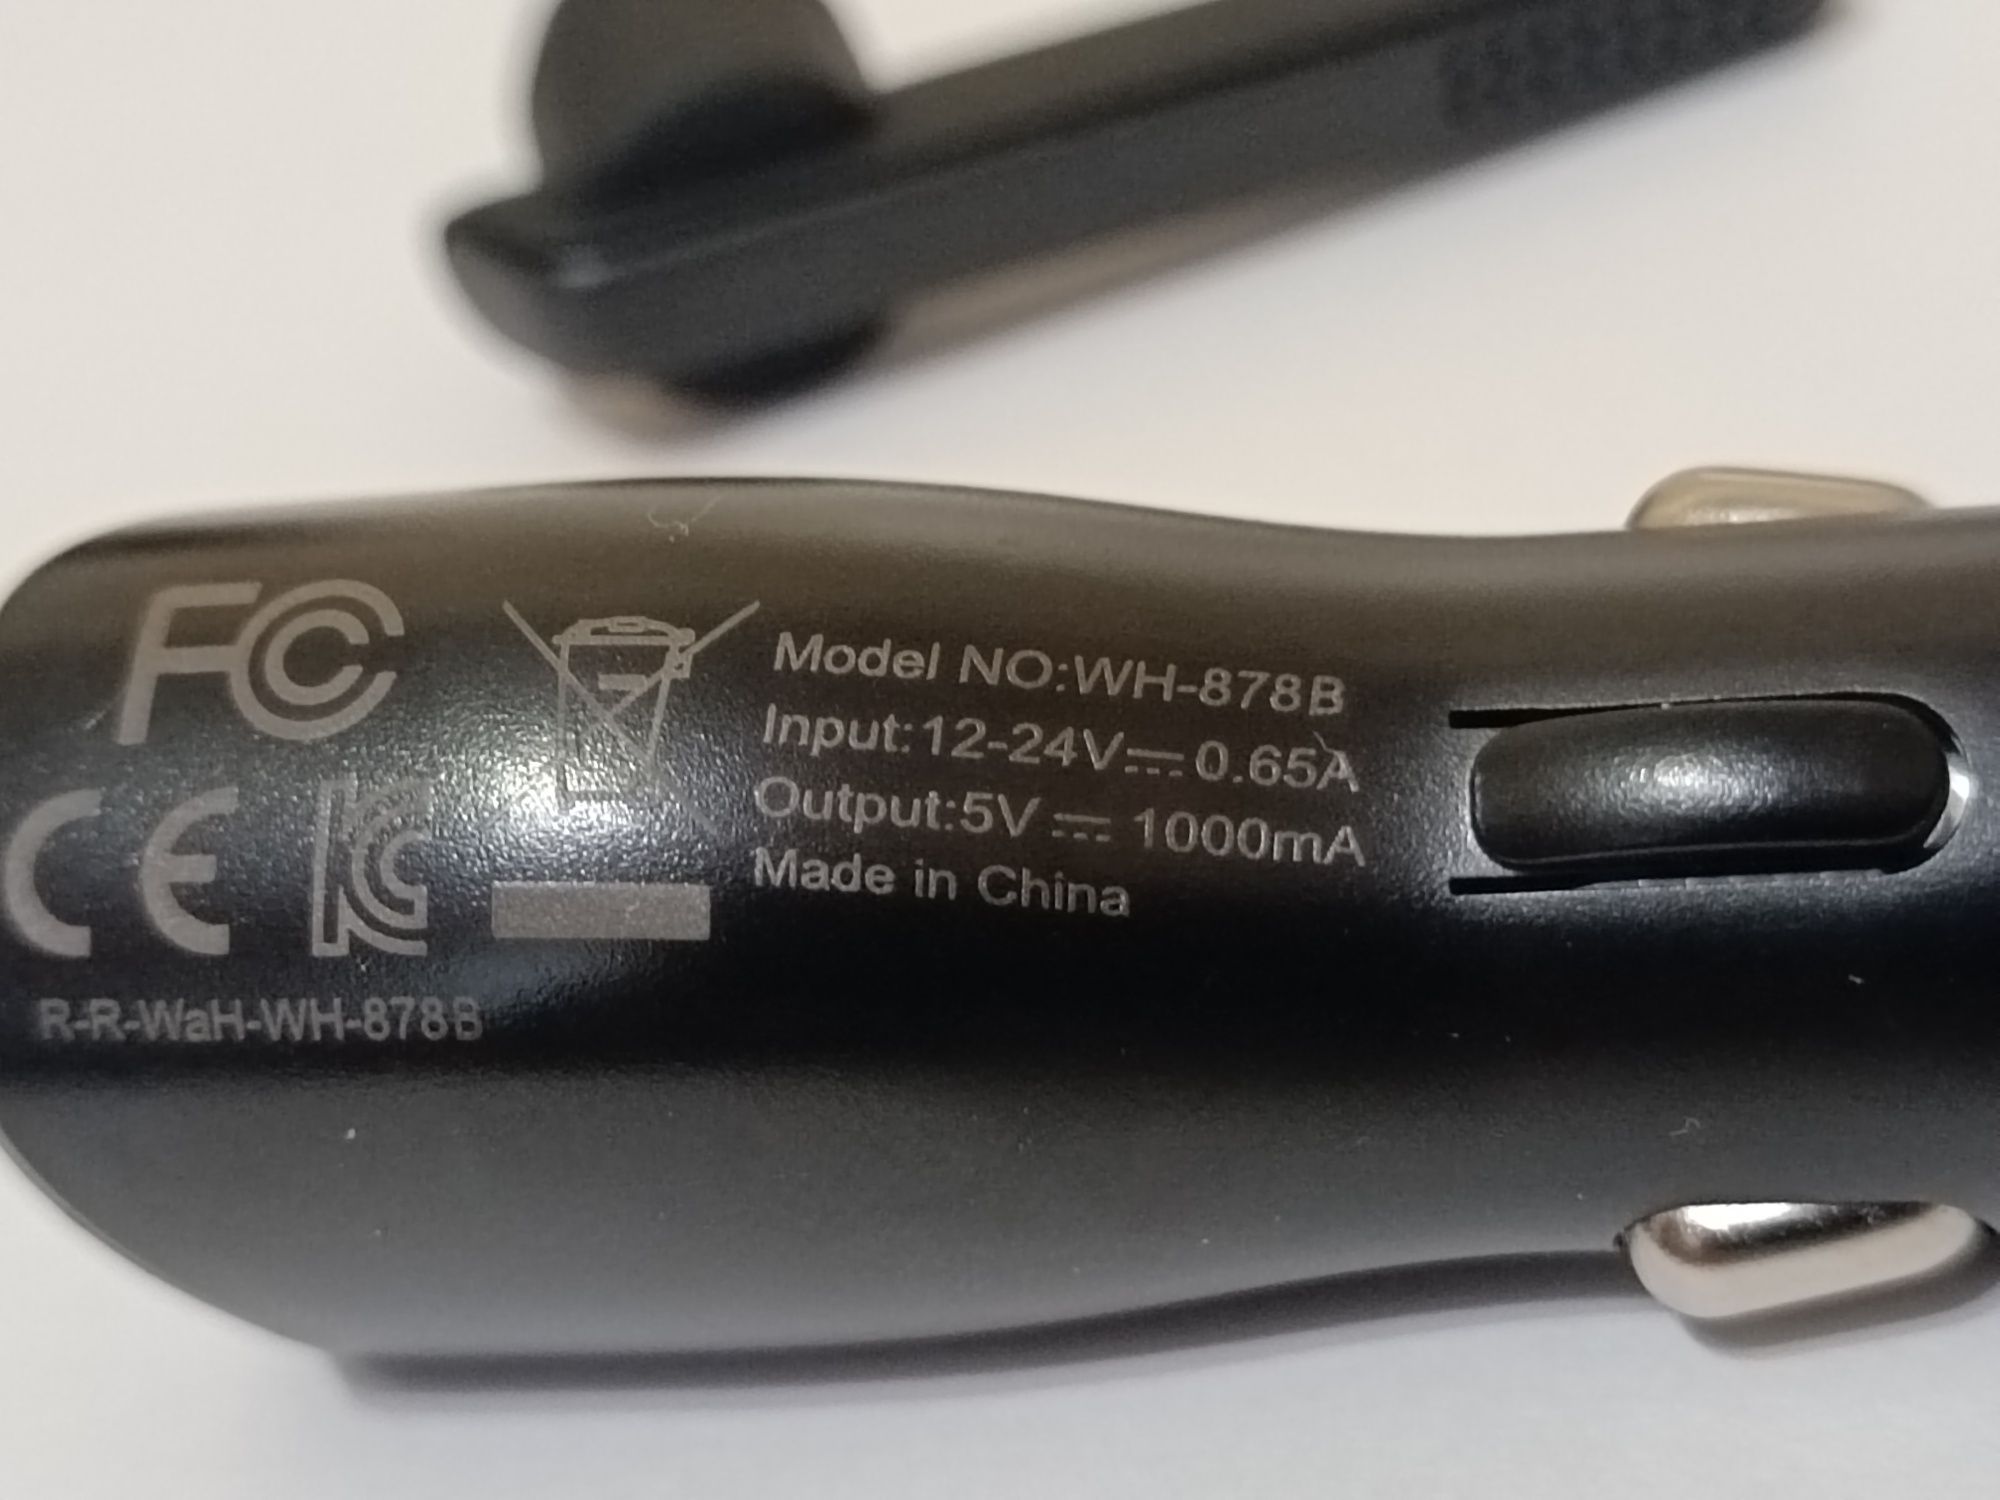 FC
Model NO:WH-878B
Input:12-24V⎓0.65A
Output:5V ⎓ 1000mA
Made in China
CE KC
R-R-WaH-WH-878B